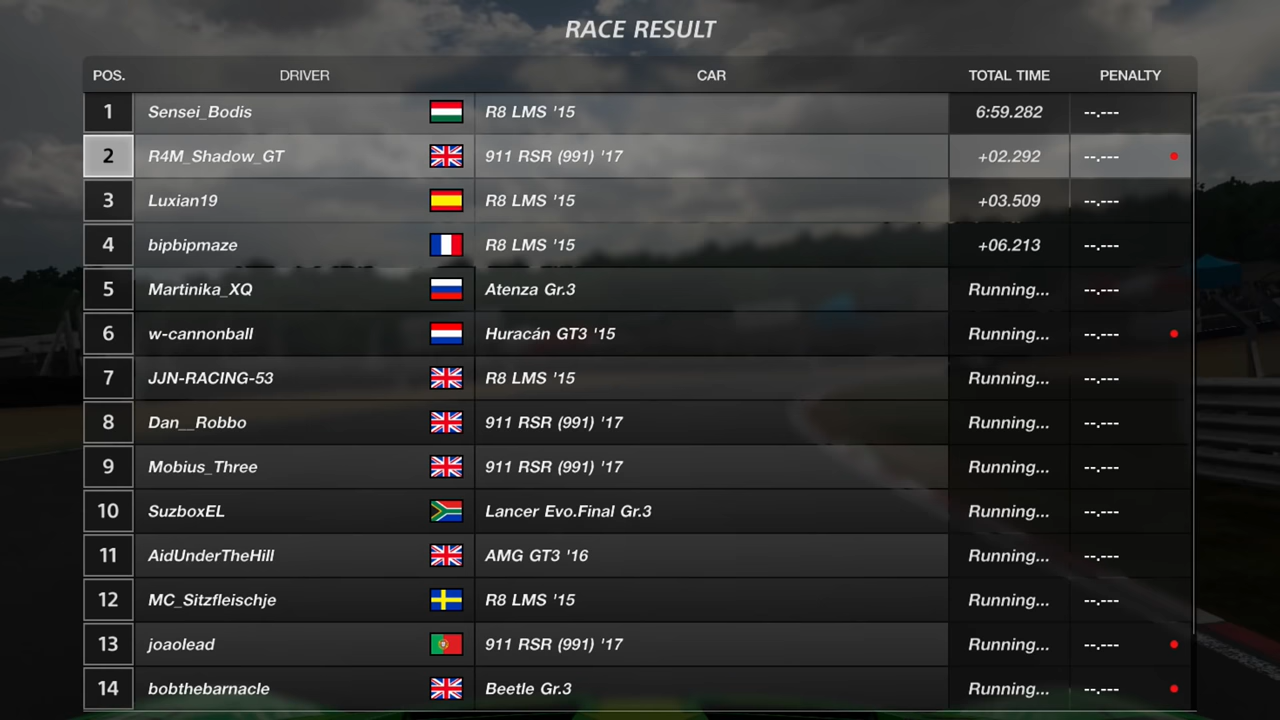 RACE RESULT
POS. DRIVER CAR TOTAL TIME PENALTY
1 Sensei_Bodis R8 LMS '15 6:59.282 --.---
2 R4M_Shadow_GT 911 RSR (991) '17 +02.292 --.---
3 Luxian19 R8 LMS '15 +03.509 --.---
4 bipbipmaze R8 LMS '15 +06.213 --.---
5 Martinika_XQ Atenza Gr.3 Running... --.---
6 w-cannonball Huracán GT3 '15 Running... --.---
7 JJN-RACING-53 R8 LMS '15 Running... --.---
8 Dan__Robbo 911 RSR (991) '17 Running... --.---
9 Mobius_Three 911 RSR (991) '17 Running... --.---
10 SuzboxEL Lancer Evo.Final Gr.3 Running... --.---
11 AidUnderTheHill AMG GT3 '16 Running... --.---
12 MC_Sitzfleischje R8 LMS '15 Running... --.---
13 joaolead 911 RSR (991) '17 Running... --.---
14 bobthebarnacle Beetle Gr.3 Running... --.---